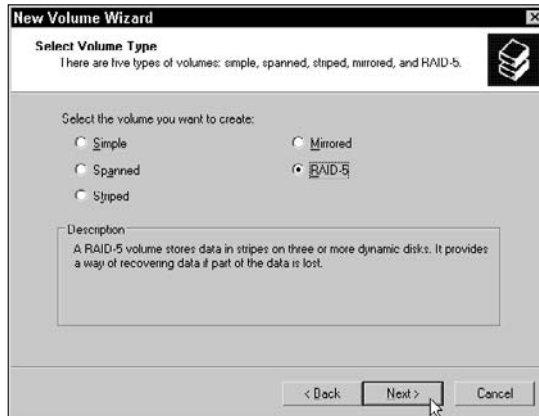 New Volume Wizard
Select Volume Type
There are five types of volumes: simple, spanned, striped, mirrored, and RAID-5.
Select the volume you want to create:
Simple
Mirrored
Spanned
RAID-5
Striped
Description
A RAID-5 volume stores data in stripes on three or more dynamic disks. It provides
a way of recovering data if part of the data is lost.
< Back
Next >
Cancel